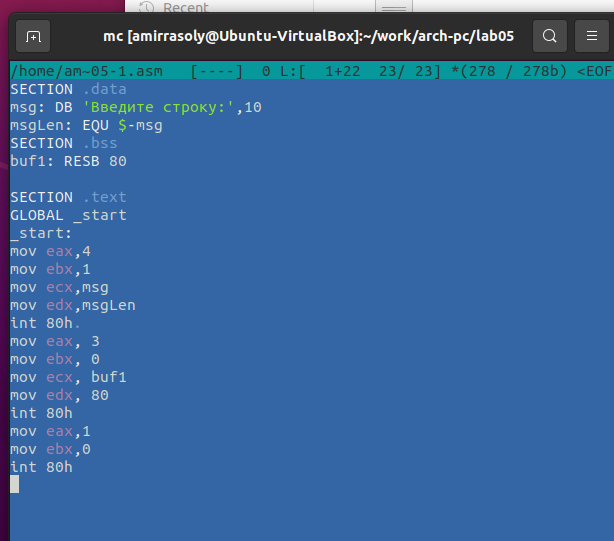 Recent
mc [amirrasoly@Ubuntu-VirtualBox]:~/work/arch-pc/lab05
/home/am~05-1.asm   [----]  0 L:[  1+22  23/ 23] *(278 / 278b) <EOF
SECTION .data
msg: DB 'Введите строку:',10
msgLen: EQU $-msg
SECTION .bss
buf1: RESB 80
SECTION .text
GLOBAL _start
_start:
mov eax,4
mov ebx,1
mov ecx,msg
mov edx,msgLen
int 80h.
mov eax, 3
mov ebx, 0
mov ecx, buf1
mov edx, 80
int 80h
mov eax,1
mov ebx,0
int 80h